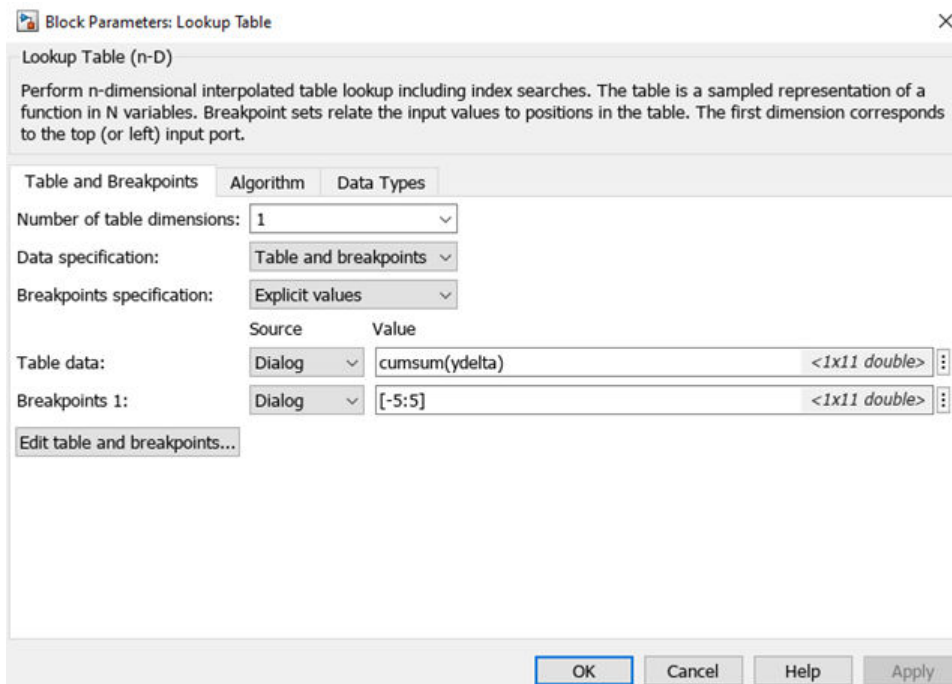 Block Parameters: Lookup Table
Lookup Table (n-D)
Perform n-dimensional interpolated table lookup including index searches. The table is a sampled representation of a
function in N variables. Breakpoint sets relate the input values to positions in the table. The first dimension corresponds
to the top (or left) input port.
Table and Breakpoints Algorithm Data Types
Number of table dimensions: 1
Data specification: Table and breakpoints
Breakpoints specification: Explicit values
Source Value
Table data: Dialog cumsum(ydelta) <1x11 double>
Breakpoints 1: Dialog [-5:5] <1x11 double>
Edit table and breakpoints...
OK Cancel Help Apply